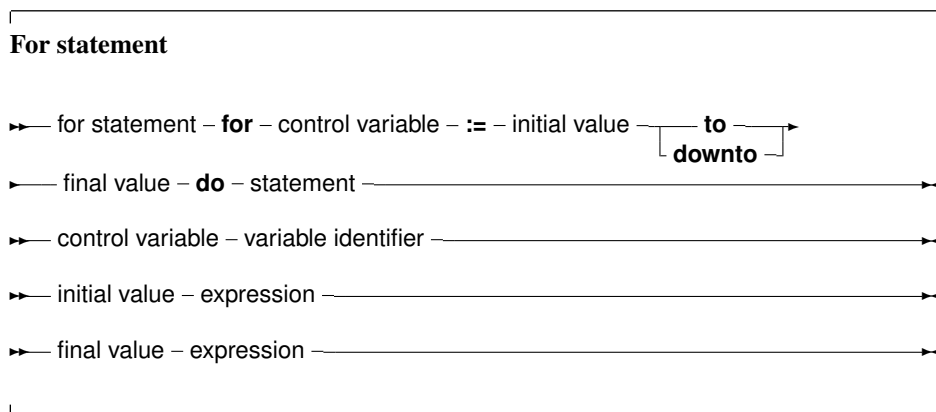 For statement
for statement – for – control variable – := – initial value – to –
downto –
final value – do – statement –
control variable – variable identifier –
initial value – expression –
final value – expression –